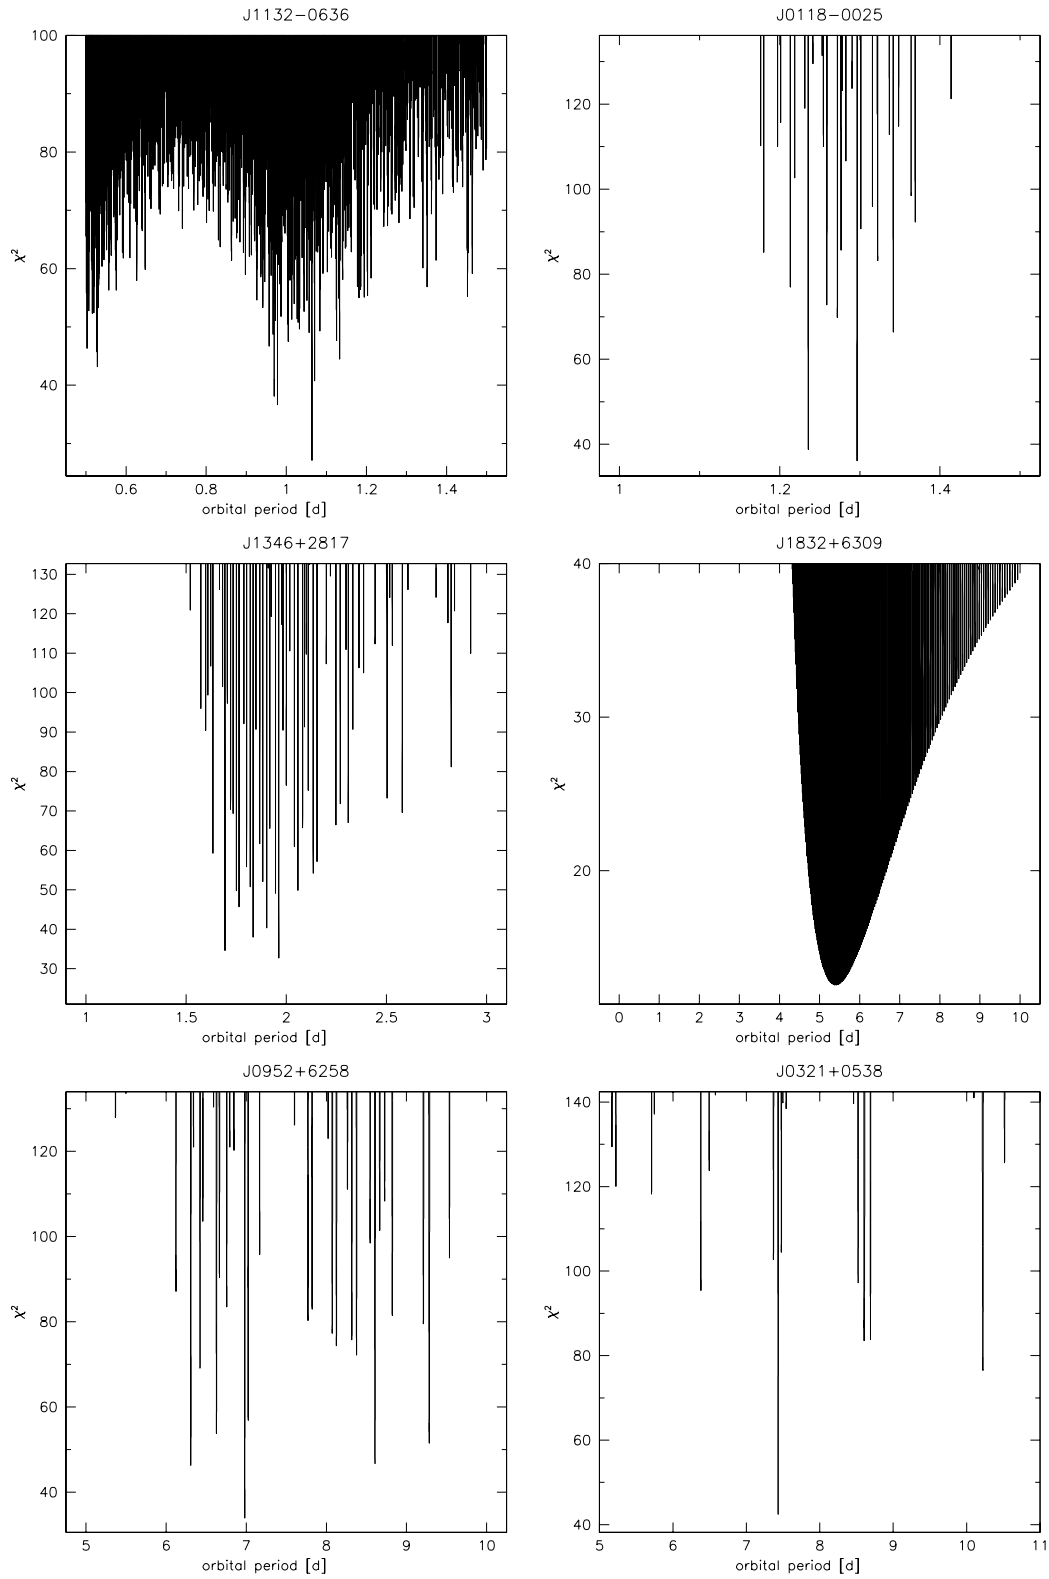 J1132−0636
χ²
100
80
60
40
0.6 0.8 1 1.2 1.4
orbital period [d]
J0118−0025
χ²
120
100
80
60
40
1 1.2 1.4
orbital period [d]
J1346+2817
χ²
130
120
110
100
90
80
70
60
50
40
30
1 1.5 2 2.5 3
orbital period [d]
J1832+6309
χ²
40
30
20
0 1 2 3 4 5 6 7 8 9 10
orbital period [d]
J0952+6258
χ²
120
100
80
60
40
5 6 7 8 9 10
orbital period [d]
J0321+0538
χ²
140
120
100
80
60
40
5 6 7 8 9 10 11
orbital period [d]